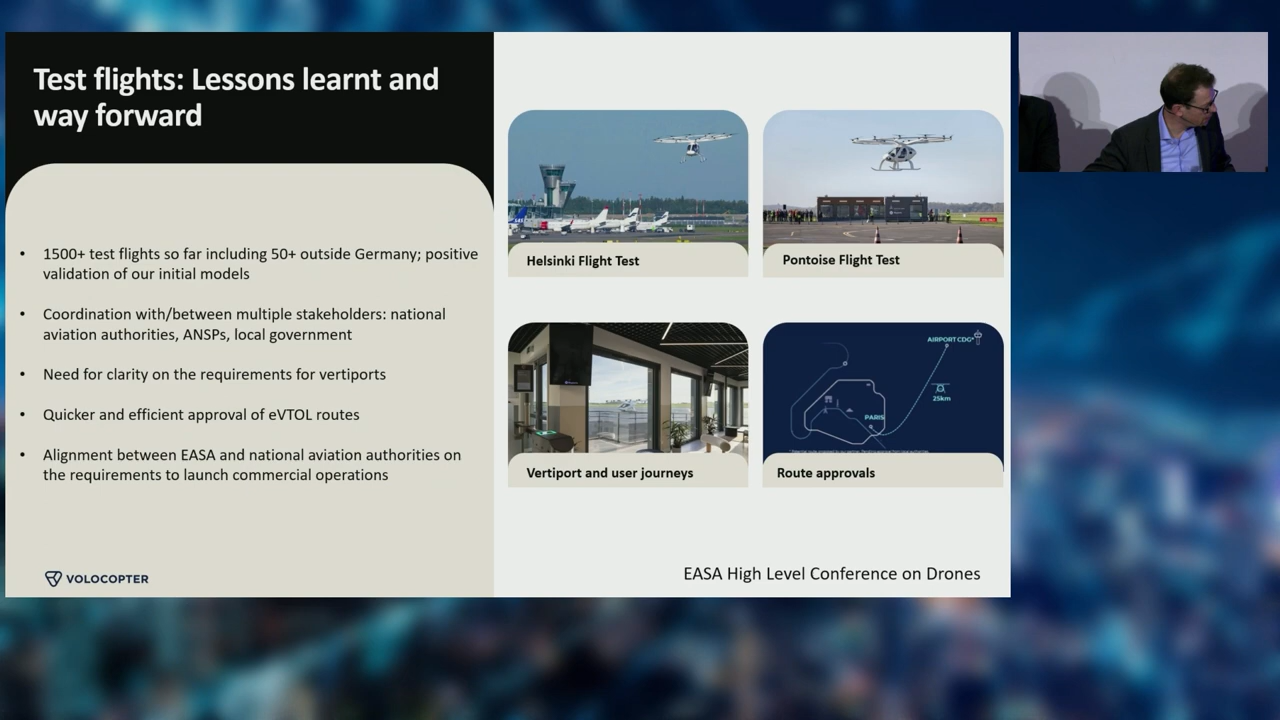 Test flights: Lessons learnt and
way forward
• 1500+ test flights so far including 50+ outside Germany; positive
validation of our initial models
• Coordination with/between multiple stakeholders: national
aviation authorities, ANSPs, local government
• Need for clarity on the requirements for vertiports
• Quicker and efficient approval of eVTOL routes
• Alignment between EASA and national aviation authorities on
the requirements to launch commercial operations
VOLOCOPTER
SAS
Helsinki Flight Test
Pontoise Flight Test
Vertiport and user journeys
AIRPORT CDG*
25km
PARIS
Route approvals
EASA High Level Conference on Drones